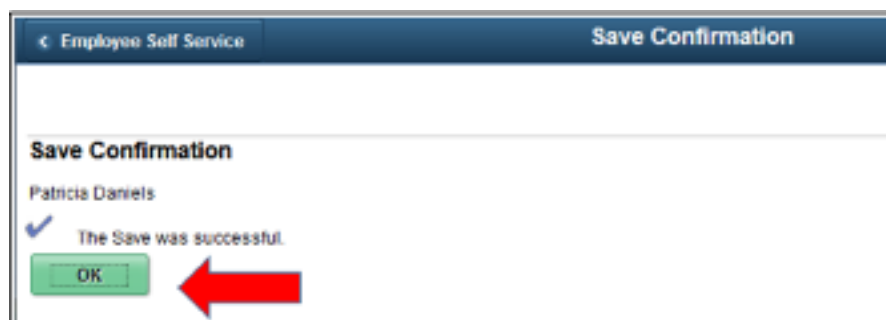 Employee Self Service
Save Confirmation
Save Confirmation
Patricia Daniels
The Save was successful.
OK